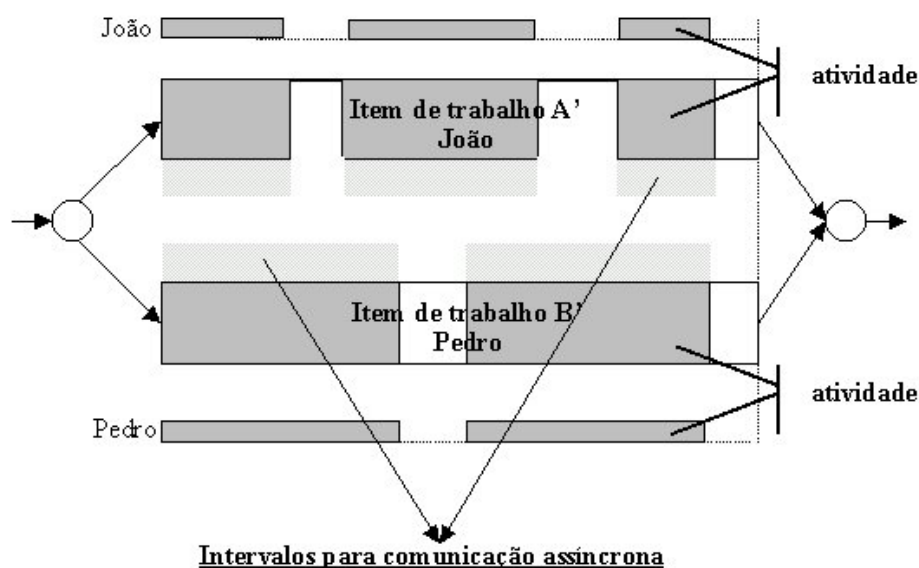 João
atividade
Item de trabalho A’
João
Item de trabalho B’
Pedro
atividade
Pedro
Intervalos para comunicação assíncrona